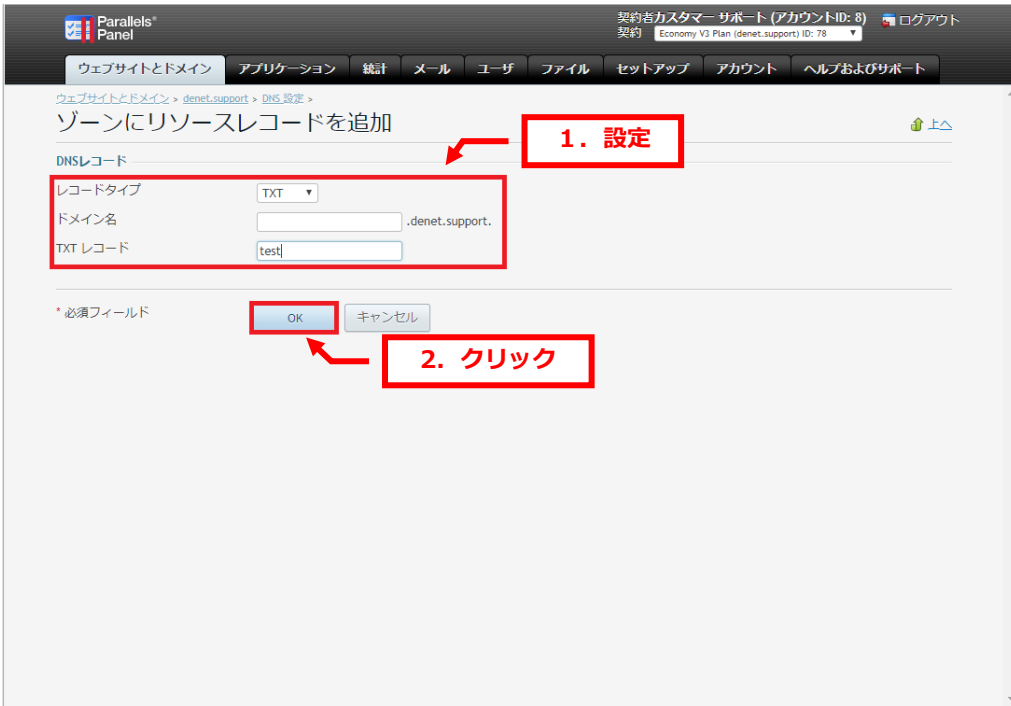 Parallels®
Panel
契約者カスタマー サポート (アカウントID: 8)
ログアウト
契約 Economy V3 Plan (denet.support) ID: 78
ウェブサイトとドメイン アプリケーション 統計 メール ユーザ ファイル セットアップ アカウント ヘルプおよびサポート
ウェブサイトとドメイン > denet.support > DNS 設定 >
ゾーンにリソースレコードを追加
上へ
1. 設定
DNSレコード
レコードタイプ TXT
ドメイン名 .denet.support.
TXT レコード test
* 必須フィールド OK キャンセル
2. クリック